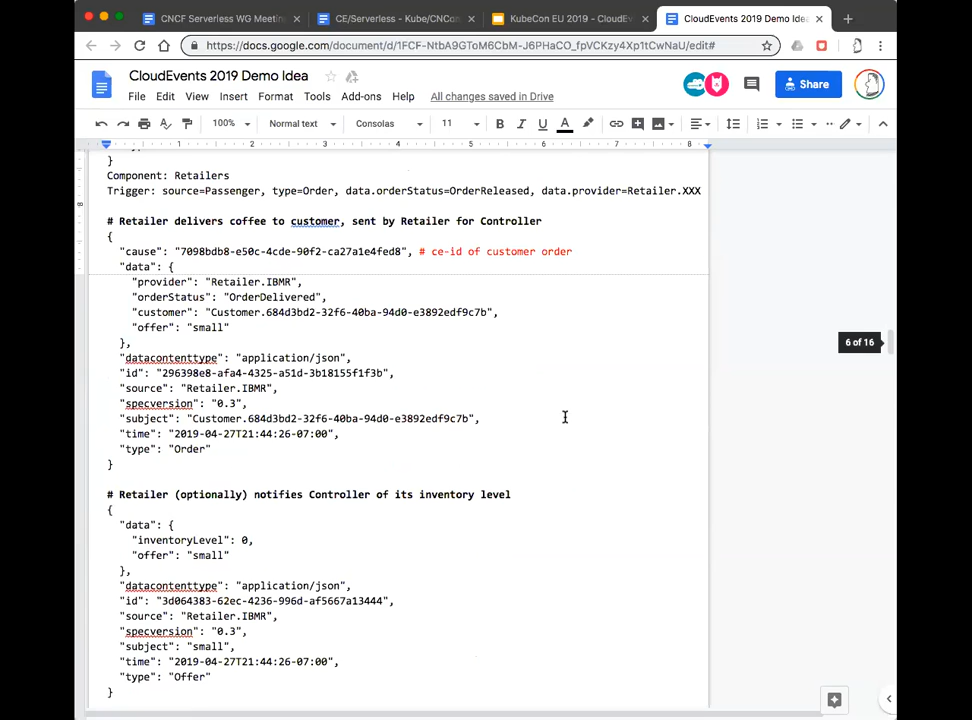 CNCF Serverless WG Meetin
CE/Serverless - Kube/CNCon
KubeCon EU 2019 - CloudEv
CloudEvents 2019 Demo Idea
https://docs.google.com/document/d/1FCF-NtbA9GToM6CbM-J6PHaCO_fpVCKzy4Xp1tCwNaU/edit#
CloudEvents 2019 Demo Idea
File Edit View Insert Format Tools Add-ons Help All changes saved in Drive
Share
100% Normal text Consolas 11 B I U A
1 2 3 4 5 6 7 8
}
Component: Retailers
Trigger: source=Passenger, type=Order, data.orderStatus=OrderReleased, data.provider=Retailer.XXX
# Retailer delivers coffee to customer, sent by Retailer for Controller
{
"cause": "7098bdb8-e50c-4cde-90f2-ca27a1e4fed8", # ce-id of customer order
"data": {
"provider": "Retailer.IBMR",
"orderStatus": "OrderDelivered",
"customer": "Customer.684d3bd2-32f6-40ba-94d0-e3892edf9c7b",
"offer": "small"
},
"datacontenttype": "application/json",
"id": "296398e8-afa4-4325-a51d-3b18155f1f3b",
"source": "Retailer.IBMR",
"specversion": "0.3",
"subject": "Customer.684d3bd2-32f6-40ba-94d0-e3892edf9c7b",
"time": "2019-04-27T21:44:26-07:00",
"type": "Order"
}
# Retailer (optionally) notifies Controller of its inventory level
{
"data": {
"inventoryLevel": 0,
"offer": "small"
},
"datacontenttype": "application/json",
"id": "3d064383-62ec-4236-996d-af5667a13444",
"source": "Retailer.IBMR",
"specversion": "0.3",
"subject": "small",
"time": "2019-04-27T21:44:26-07:00",
"type": "Offer"
}
6 of 16